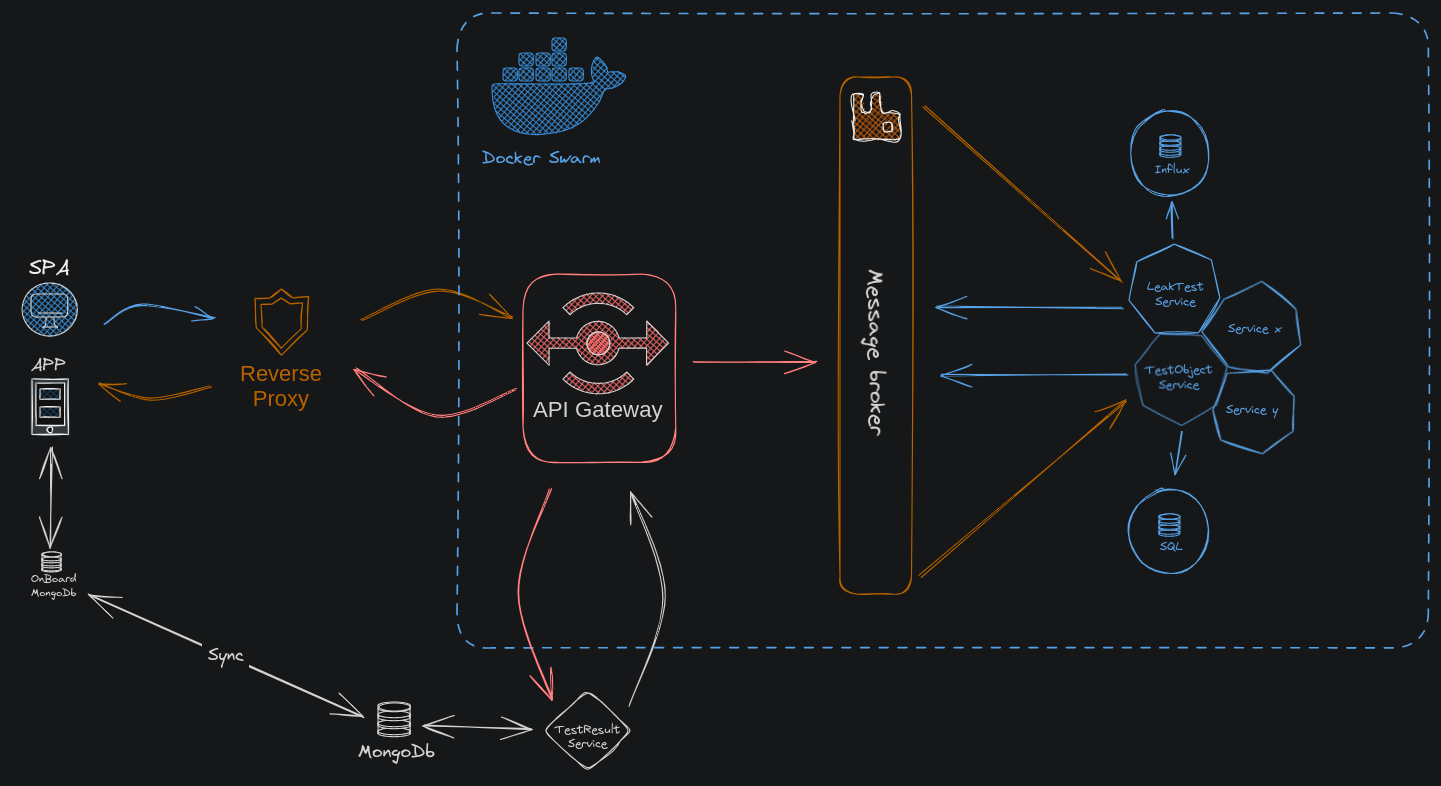 Docker Swarm
Influx
SPA
LeakTest
Service
Service x
APP
Reverse
Proxy
API Gateway
Message broker
TestObject
Service
Service y
SQL
OnBoard
MongoDb
Sync
MongoDb
TestResult
Service